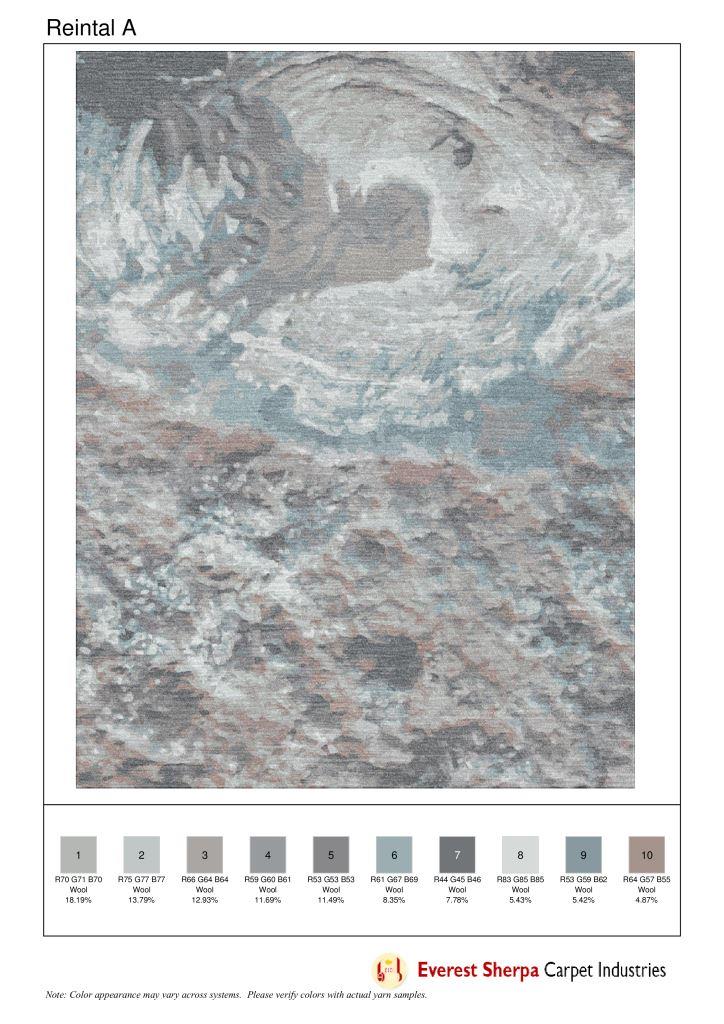 Reintal A
1 2 3 4 5 6 7 8 9 10
R70 G71 B70 R75 G77 B77 R66 G64 B64 R59 G60 B61 R53 G53 B53 R61 G67 B69 R44 G45 B46 R83 G85 B85 R53 G59 B62 R64 G57 B55
Wool Wool Wool Wool Wool Wool Wool Wool Wool Wool
18.19% 13.79% 12.93% 11.69% 11.49% 8.35% 7.78% 5.43% 5.42% 4.87%
Everest Sherpa Carpet Industries
Note: Color appearance may vary across systems. Please verify colors with actual yarn samples.